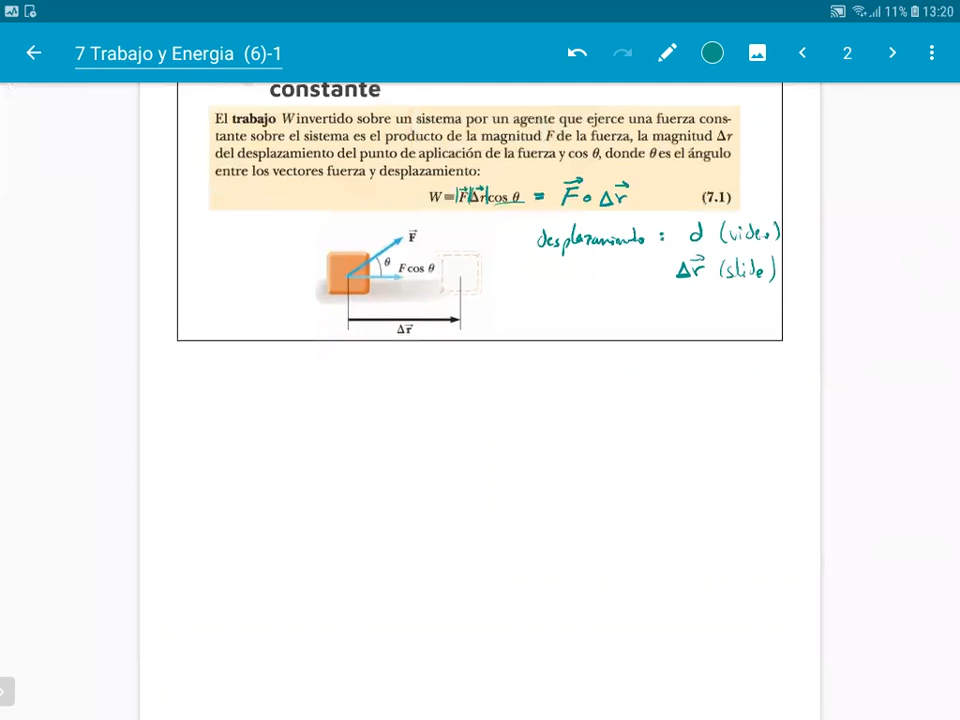 11% 13:20
7 Trabajo y Energia (6)-1
2
constante
El trabajo W invertido sobre un sistema por un agente que ejerce una fuerza cons-
tante sobre el sistema es el producto de la magnitud F de la fuerza, la magnitud Δr
del desplazamiento del punto de aplicación de la fuerza y cos θ, donde θ es el ángulo
entre los vectores fuerza y desplazamiento:
W=|F⃗||Δr⃗|cos θ = F⃗ • Δr⃗ (7.1)
desplazamiendo : d (video)
Δr⃗ (slide)
F⃗
θ
F cos θ
Δr⃗